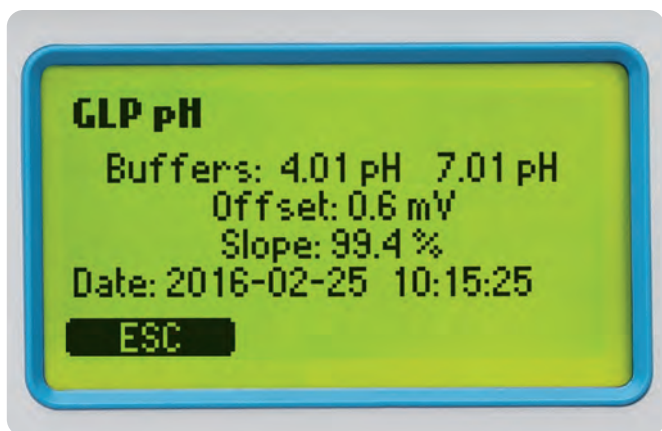 GLP pH
Buffers: 4.01 pH 7.01 pH
Offset: 0.6 mV
Slope: 99.4 %
Date: 2016-02-25 10:15:25
ESC